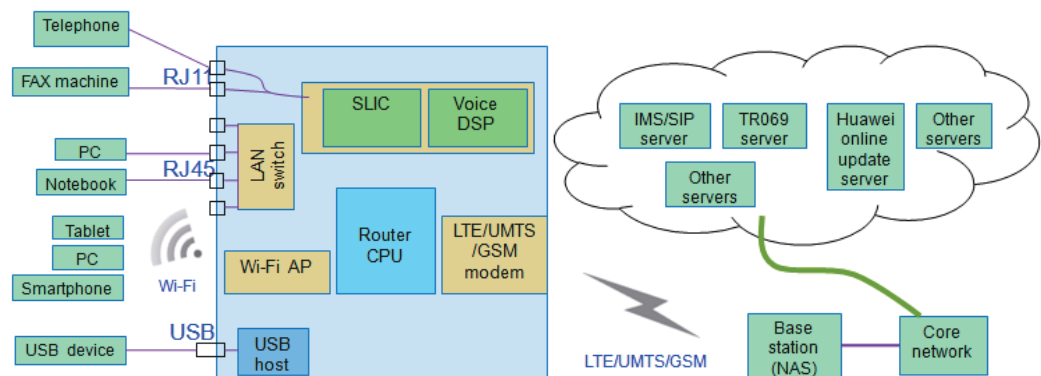 Telephone
FAX machine
RJ11
SLIC
Voice
DSP
PC
Notebook
RJ45
LAN
switch
Tablet
PC
Smartphone
Wi-Fi
Wi-Fi AP
Router
CPU
LTE/UMTS
/GSM
modem
USB device
USB
USB
host
IMS/SIP
server
TR069
server
Huawei
online
update
server
Other
servers
Other
servers
LTE/UMTS/GSM
Base
station
(NAS)
Core
network